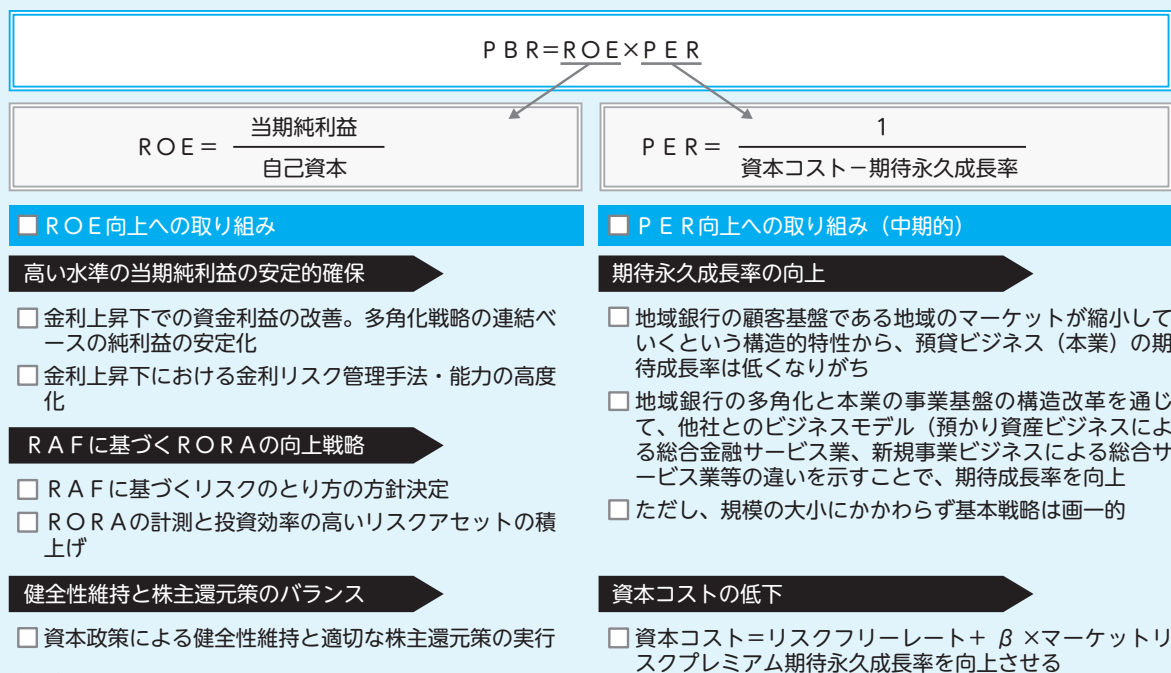 PBR=ROE×PER
ROE=
当期純利益
自己資本
PER=
1
資本コスト－期待永久成長率
□ ROE向上への取り組み
高い水準の当期純利益の安定的確保
□ 金利上昇下での資金利益の改善。多角化戦略の連結ベ
ースの純利益の安定化
□ 金利上昇下における金利リスク管理手法・能力の高度
化
RAFに基づくRORAの向上戦略
□ RAFに基づくリスクのとり方の方針決定
□ RORAの計測と投資効率の高いリスクアセットの積
上げ
健全性維持と株主還元策のバランス
□ 資本政策による健全性維持と適切な株主還元策の実行
□ PER向上への取り組み（中期的）
期待永久成長率の向上
□ 地域銀行の顧客基盤である地域のマーケットが縮小して
いくという構造的特性から、預貸ビジネス（本業）の期
待成長率は低くなりがち
□ 地域銀行の多角化と本業の事業基盤の構造改革を通じ
て、他社とのビジネスモデル（預かり資産ビジネスによ
る総合金融サービス業、新規事業ビジネスによる総合サ
ービス業等の違いを示すことで、期待成長率を向上
□ ただし、規模の大小にかかわらず基本戦略は画一的
資本コストの低下
□ 資本コスト＝リスクフリーレート＋ β ×マーケットリ
スクプレミアム期待永久成長率を向上させる